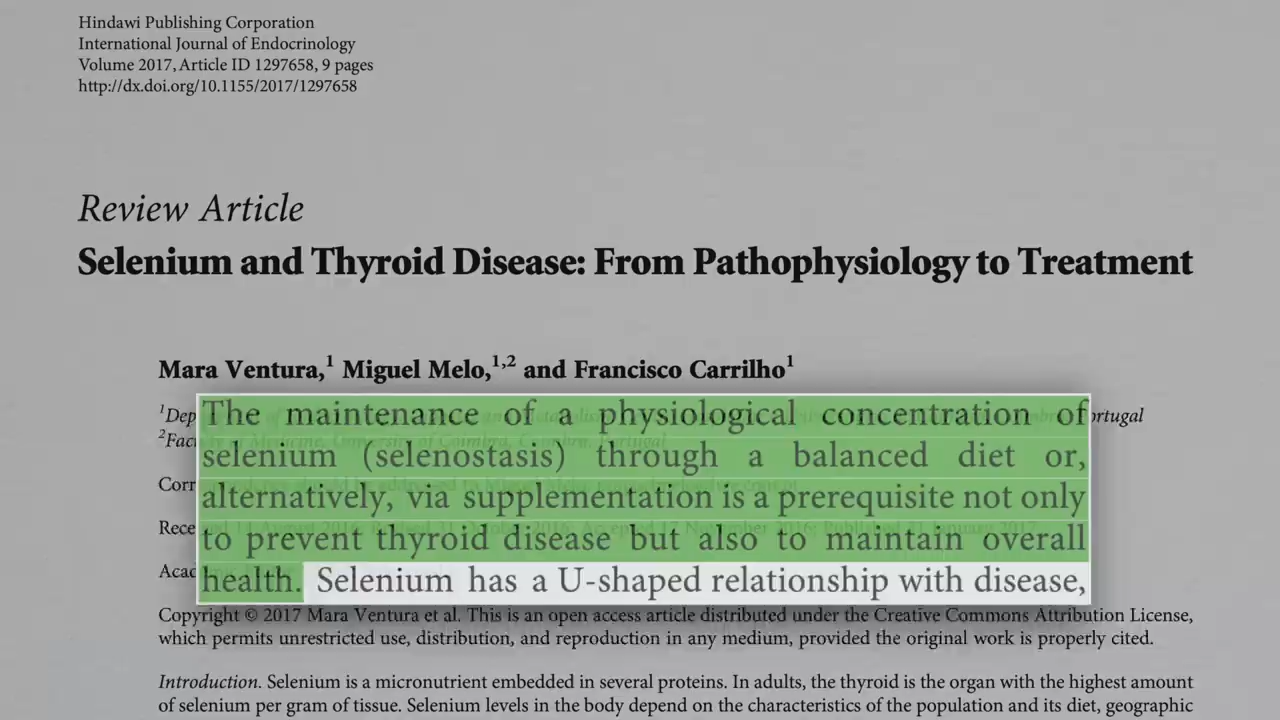 Hindawi Publishing Corporation
International Journal of Endocrinology
Volume 2017, Article ID 1297658, 9 pages
http://dx.doi.org/10.1155/2017/1297658
Review Article
Selenium and Thyroid Disease: From Pathophysiology to Treatment
Mara Ventura,1 Miguel Melo,1,2 and Francisco Carrilho1
The maintenance of a physiological concentration of
selenium (selenostasis) through a balanced diet or,
alternatively, via supplementation is a prerequisite not only
to prevent thyroid disease but also to maintain overall
health. Selenium has a U-shaped relationship with disease,
Copyright © 2017 Mara Ventura et al. This is an open access article distributed under the Creative Commons Attribution License,
which permits unrestricted use, distribution, and reproduction in any medium, provided the original work is properly cited.
Introduction. Selenium is a micronutrient embedded in several proteins. In adults, the thyroid is the organ with the highest amount
of selenium per gram of tissue. Selenium levels in the body depend on the characteristics of the population and its diet, geographic